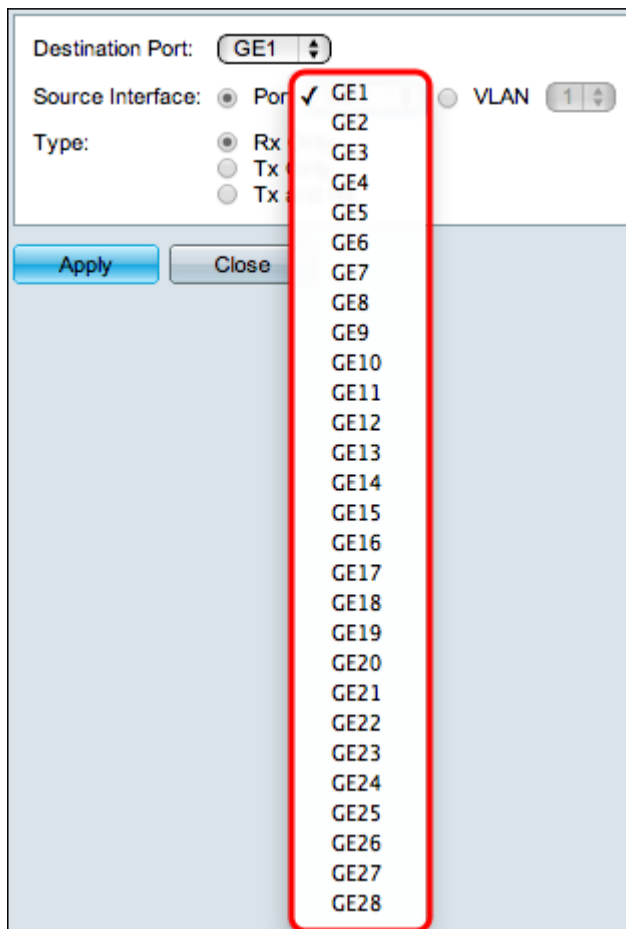 Destination Port: GE1
Source Interface: Por GE1 VLAN 1
GE2
Type: Rx GE3
Tx GE4
Tx a GE5
GE6
Apply Close GE7
GE8
GE9
GE10
GE11
GE12
GE13
GE14
GE15
GE16
GE17
GE18
GE19
GE20
GE21
GE22
GE23
GE24
GE25
GE26
GE27
GE28